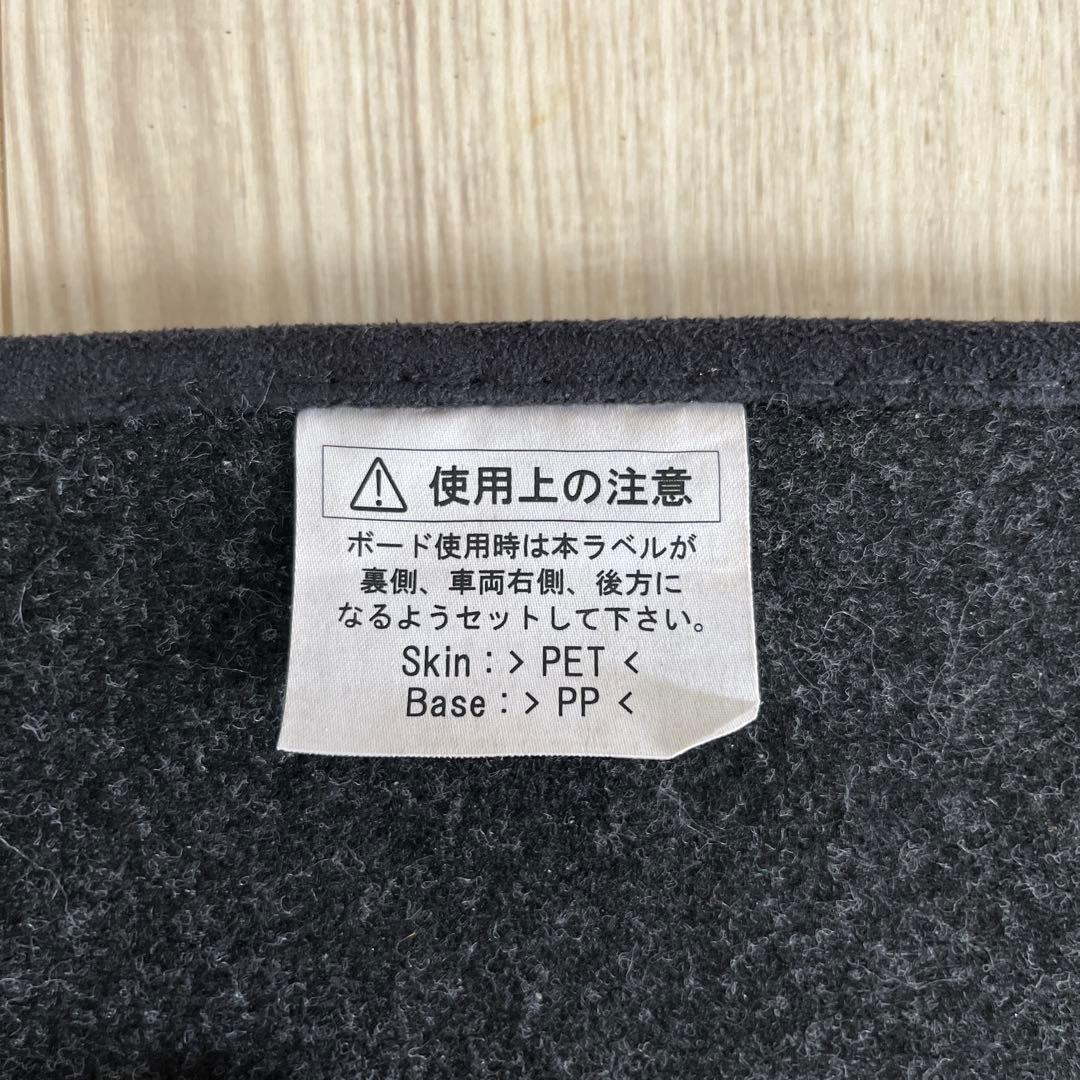 使用上の注意
ボード使用時は本ラベルが
裏側、車両右側、後方に
なるようセットして下さい。
Skin：> PET <
Base：> PP <